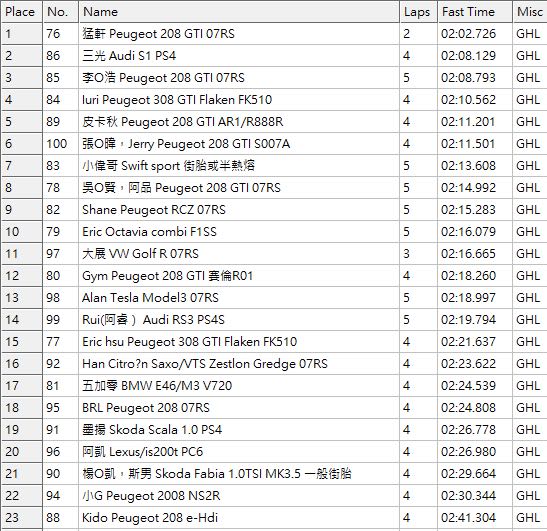 Place No. Name Laps Fast Time Misc
1 76 猛軒 Peugeot 208 GTI 07RS 2 02:02.726 GHL
2 86 三光 Audi S1 PS4 4 02:08.129 GHL
3 85 李O浩 Peugeot 208 GTI 07RS 5 02:08.793 GHL
4 84 Iuri Peugeot 308 GTI Flaken FK510 4 02:10.562 GHL
5 89 皮卡秋 Peugeot 208 GTI AR1/R888R 4 02:11.201 GHL
6 100 張O暐，Jerry Peugeot 208 GTI S007A 4 02:11.501 GHL
7 83 小偉哥 Swift sport 街胎或半熱熔 5 02:13.608 GHL
8 78 吳O賢，阿品 Peugeot 208 GTI 07RS 5 02:14.992 GHL
9 82 Shane Peugeot RCZ 07RS 5 02:15.283 GHL
10 79 Eric Octavia combi F1SS 5 02:16.079 GHL
11 97 大展 VW Golf R 07RS 3 02:16.665 GHL
12 80 Gym Peugeot 208 GTI 賽倫R01 4 02:18.260 GHL
13 98 Alan Tesla Model3 07RS 5 02:18.997 GHL
14 99 Rui(阿睿） Audi RS3 PS4S 5 02:19.794 GHL
15 77 Eric hsu Peugeot 308 GTI Flaken FK510 4 02:21.637 GHL
16 92 Han Citro?n Saxo/VTS Zestlon Gredge 07RS 4 02:23.622 GHL
17 81 五加零 BMW E46/M3 V720 4 02:24.539 GHL
18 95 BRL Peugeot 208 07RS 4 02:24.808 GHL
19 91 墨揚 Skoda Scala 1.0 PS4 4 02:26.778 GHL
20 96 阿凱 Lexus/is200t PC6 4 02:26.980 GHL
21 90 楊O凱，斯男 Skoda Fabia 1.0TSI MK3.5 一般街胎 4 02:29.664 GHL
22 94 小G Peugeot 2008 NS2R 4 02:30.344 GHL
23 88 Kido Peugeot 208 e-Hdi 4 02:41.304 GHL